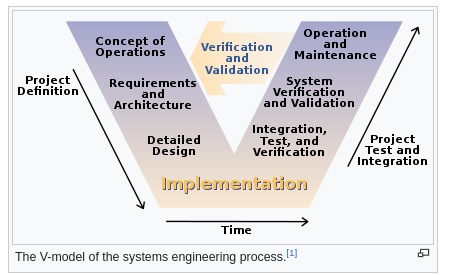 Concept of
Operations
Verification
and
Validation
Operation
and
Maintenance
Project
Definition
Requirements
and
Architecture
System
Verification
and Validation
Detailed
Design
Integration,
Test, and
Verification
Project
Test and
Integration
Implementation
Time
The V-model of the systems engineering process.[1]